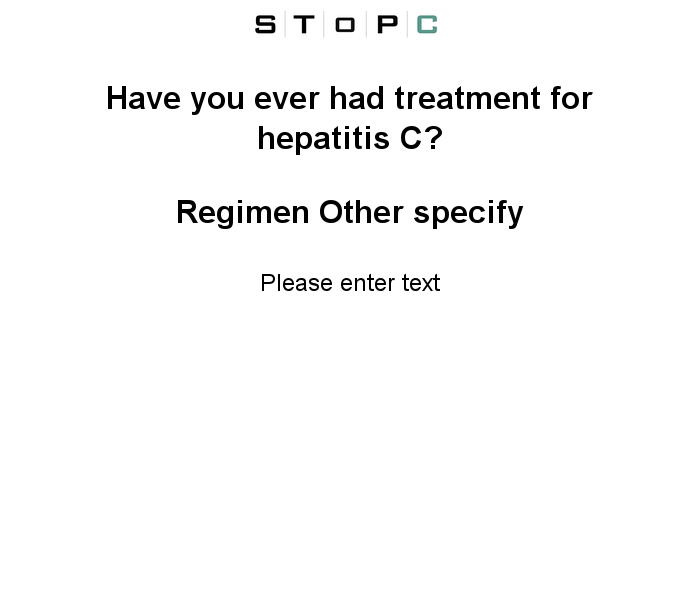 S T O P C
Have you ever had treatment for
hepatitis C?
Regimen Other specify
Please enter text